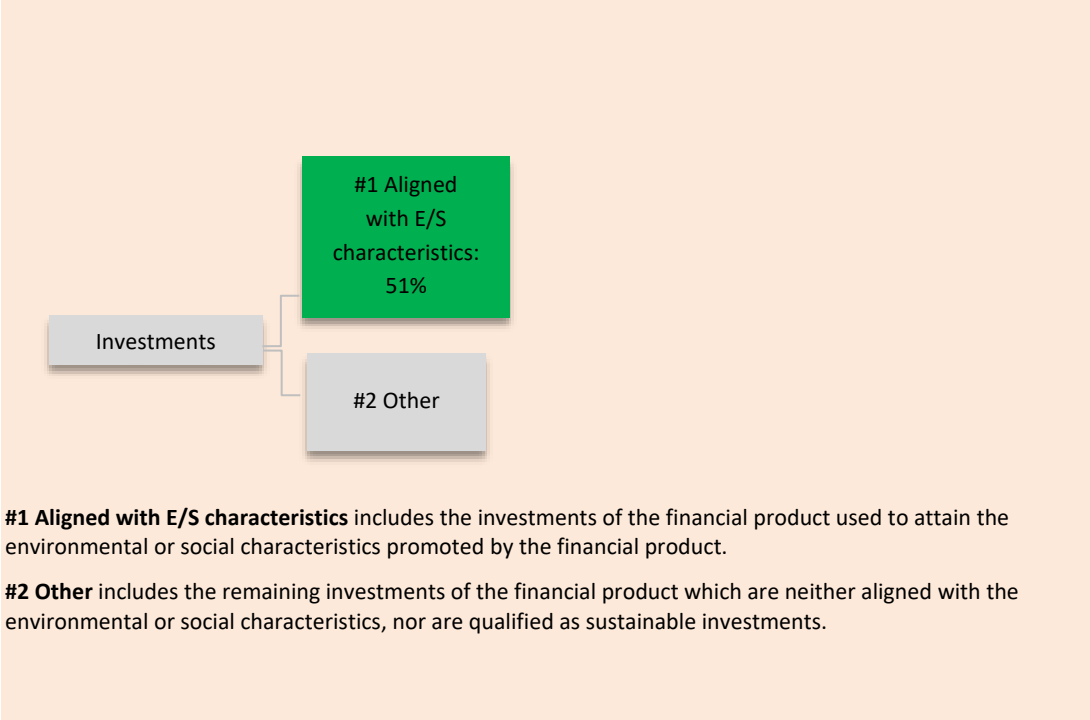 #1 Aligned
with E/S
characteristics:
51%
Investments
#2 Other
#1 Aligned with E/S characteristics includes the investments of the financial product used to attain the
environmental or social characteristics promoted by the financial product.
#2 Other includes the remaining investments of the financial product which are neither aligned with the
environmental or social characteristics, nor are qualified as sustainable investments.